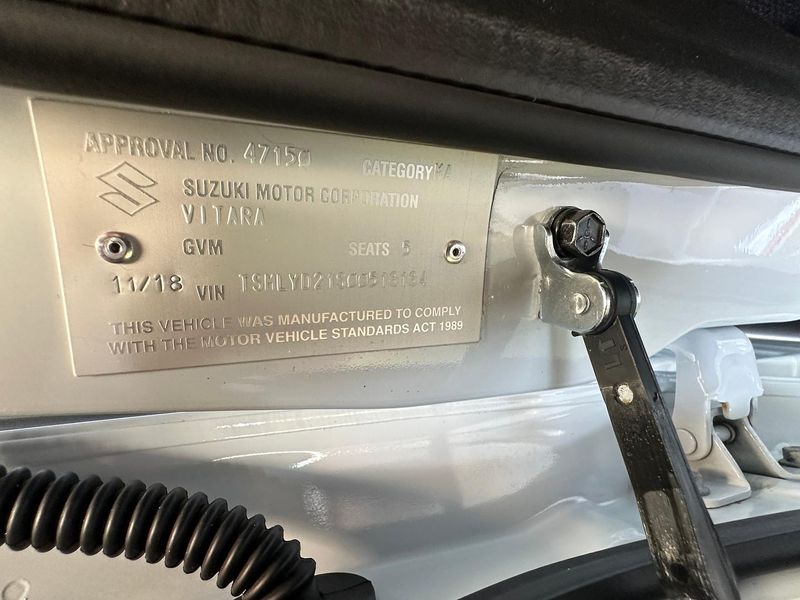 APPROVAL NO. 47150 CATEGORY MA
SUZUKI MOTOR CORPORATION
VITARA
GVM SEATS 5
11/18 VIN
THIS VEHICLE WAS MANUFACTURED TO COMPLY
WITH THE MOTOR VEHICLE STANDARDS ACT 1989